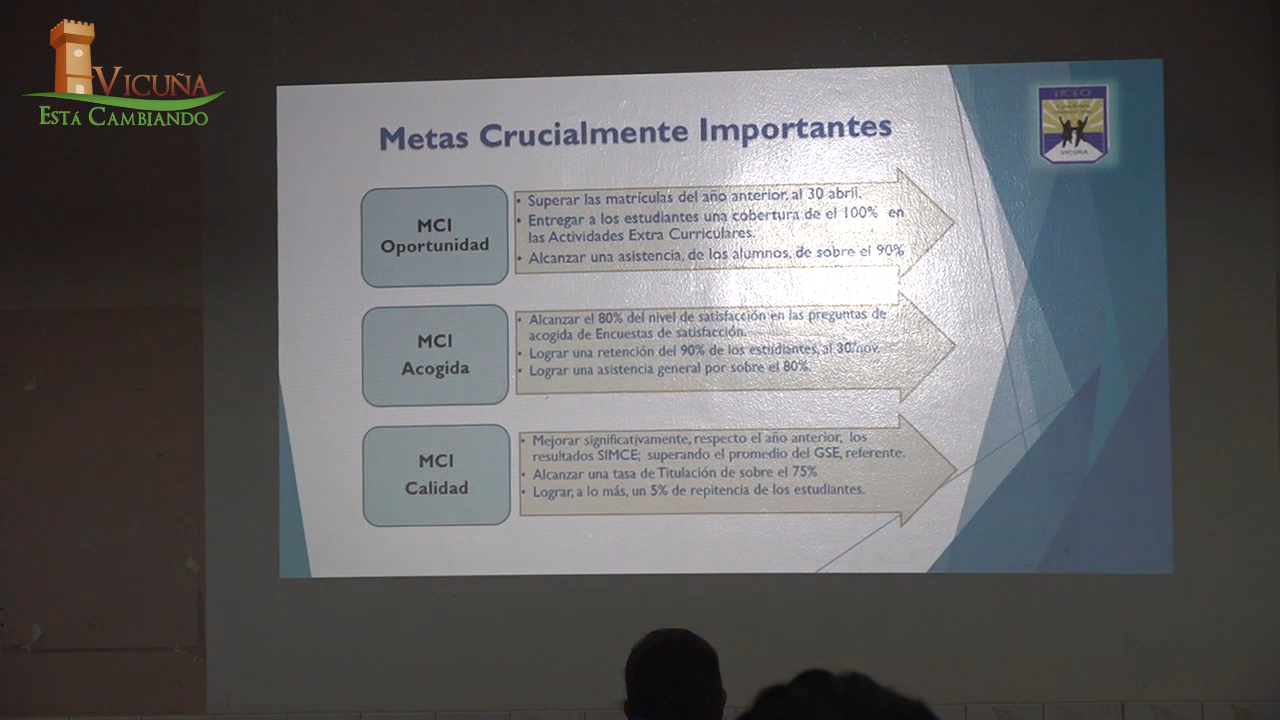 VICUÑA
ESTÁ CAMBIANDO
Metas Crucialmente Importantes
LICEO
VICUÑA
MCI
Oportunidad
• Superar las matrículas del año anterior, al 30 abril.
• Entregar a los estudiantes una cobertura de el 100% en
las Actividades Extra Curriculares.
• Alcanzar una asistencia, de los alumnos, de sobre el 90%
MCI
Acogida
• Alcanzar el 80% del nivel de satisfacción en las preguntas de
acogida de Encuestas de satisfacción.
• Lograr una retención del 90% de los estudiantes, al 30/nov.
• Lograr una asistencia general por sobre el 80%.
MCI
Calidad
• Mejorar significativamente, respecto el año anterior, los
resultados SIMCE; superando el promedio del GSE, referente.
• Alcanzar una tasa de Titulación de sobre el 75%
• Lograr, a lo más, un 5% de repitencia de los estudiantes.